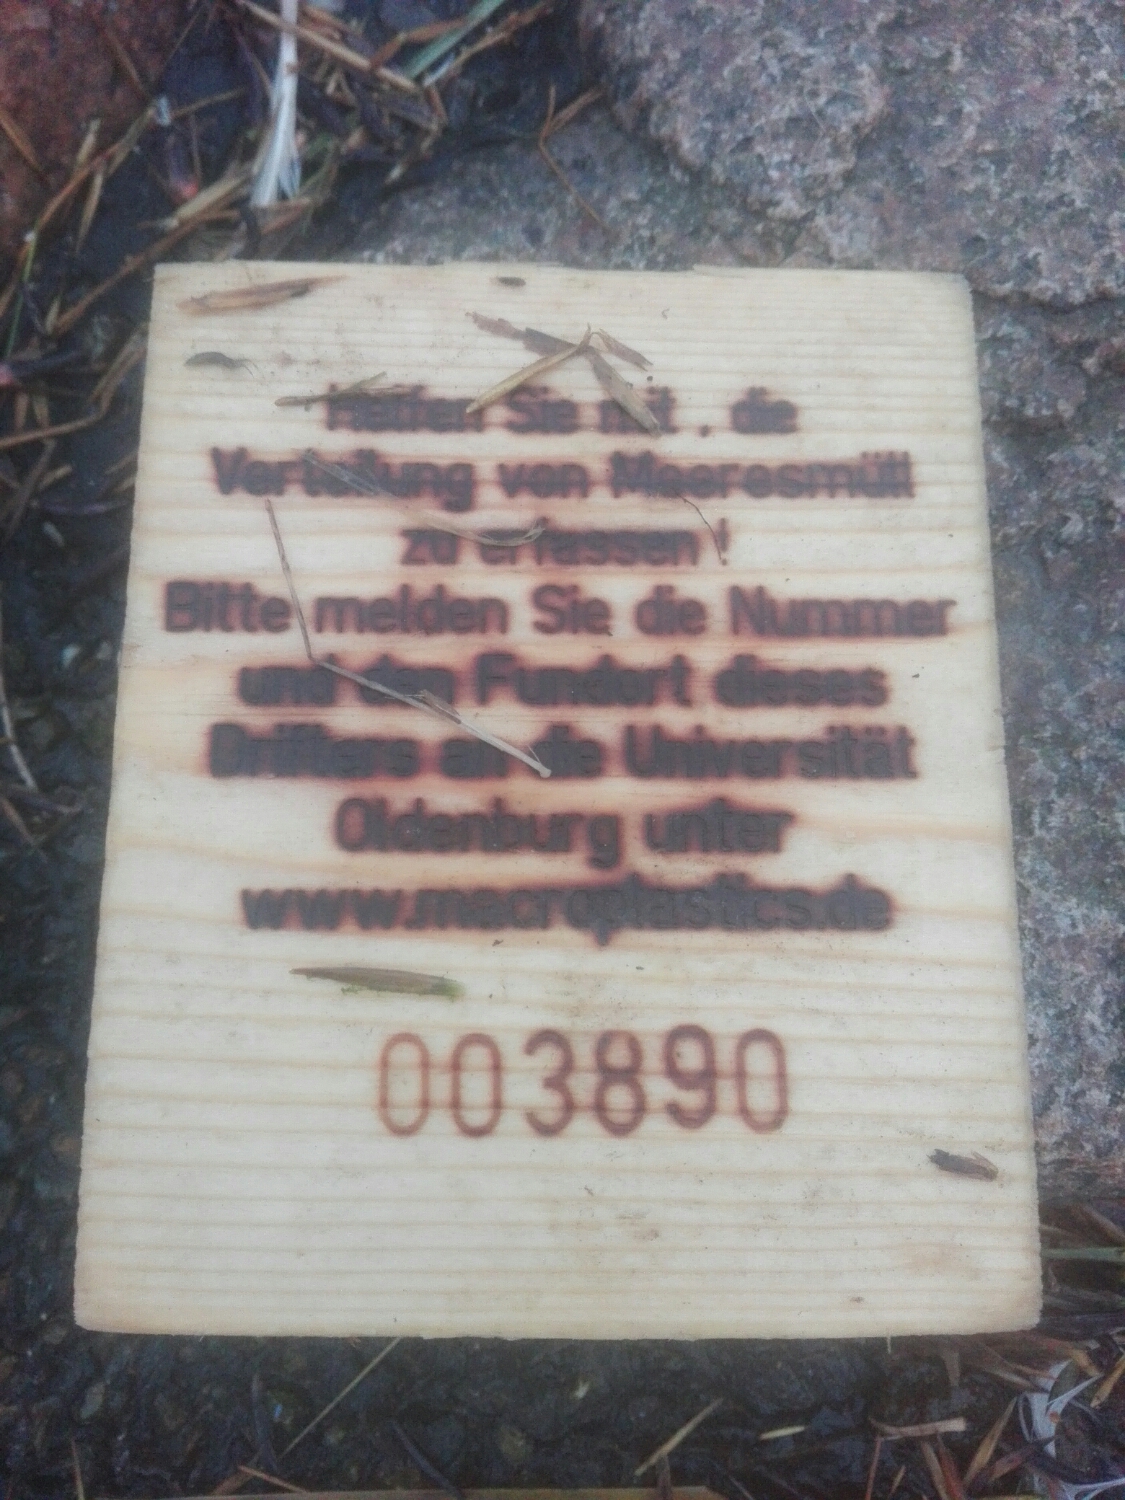 Helfen Sie mit , die
Verteilung von Meeresmüll
zu erfassen !
Bitte melden Sie die Nummer
und den Fundort dieses
Drifters an die Universität
Oldenburg unter
www.macroplastics.de
003890